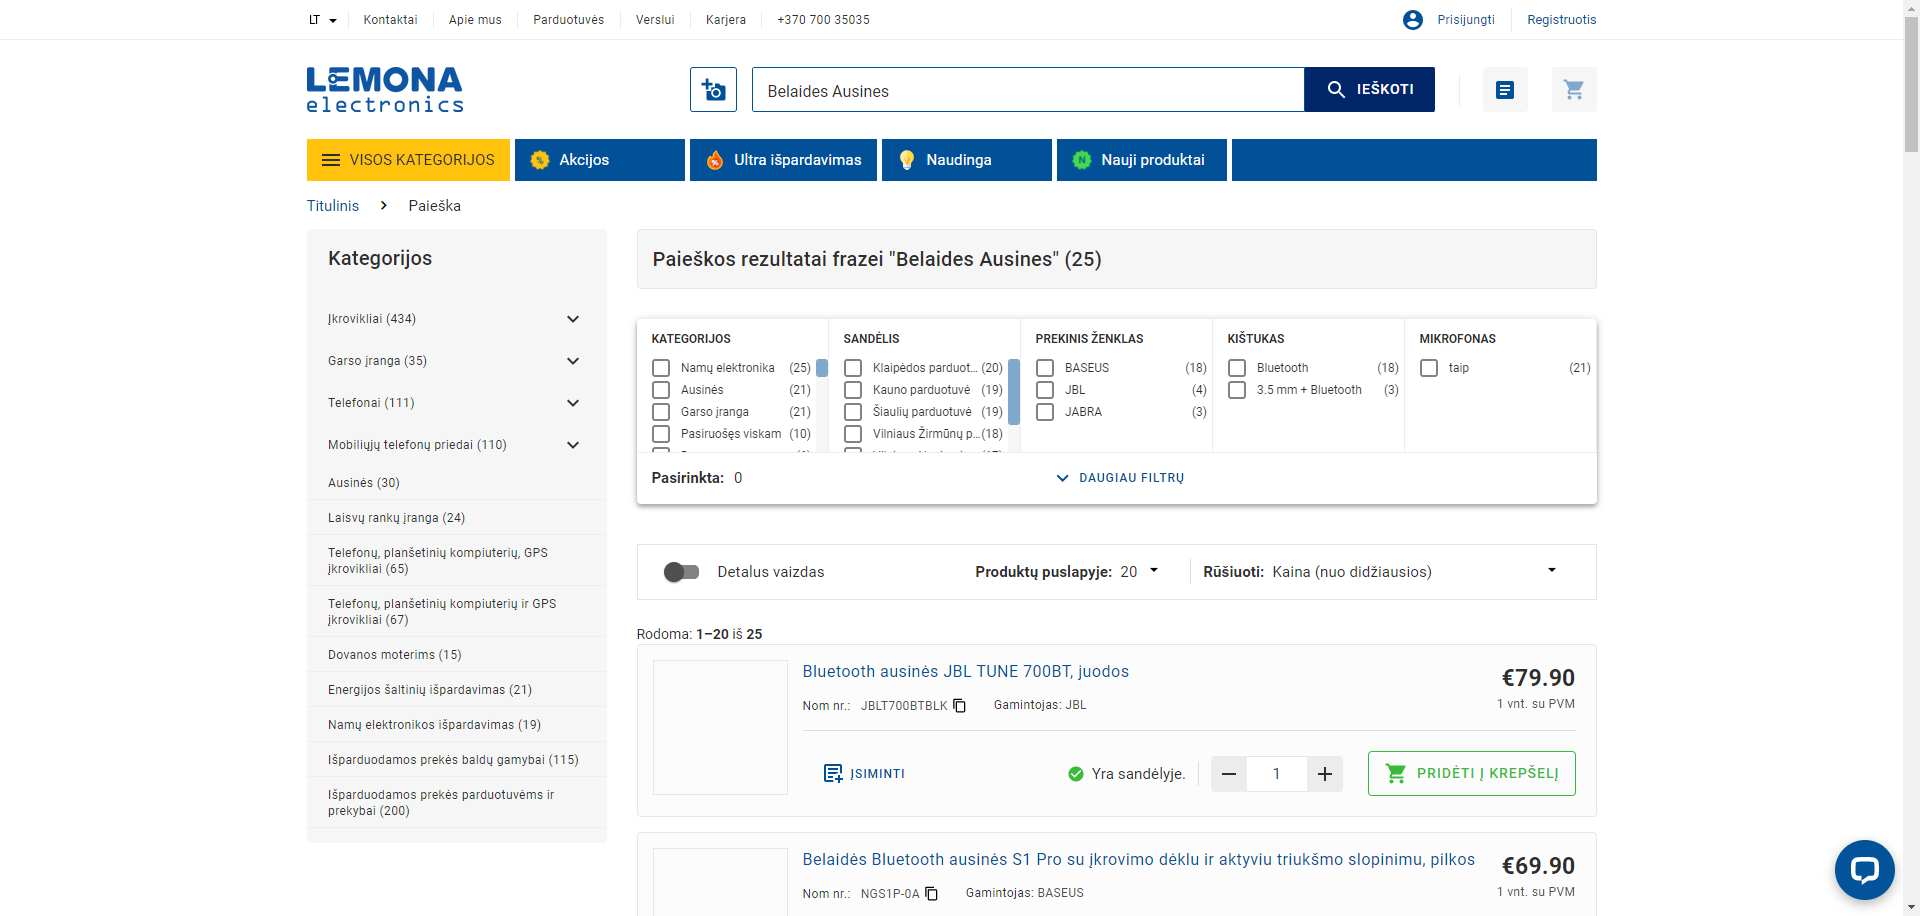 LT
Kontaktai
Apie mus
Parduotuvės
Verslui
Karjera
+370 700 35035
Prisijungti
Registruotis
LEMONA
electronics
Belaides Ausines
IEŠKOTI
VISOS KATEGORIJOS
Akcijos
Ultra išpardavimas
Naudinga
Nauji produktai
Titulinis
Paieška
Kategorijos
Įkrovikliai (434)
Garso įranga (35)
Telefonai (111)
Mobiliųjų telefonų priedai (110)
Ausinės (30)
Laisvų rankų įranga (24)
Telefonų, planšetinių kompiuterių, GPS
įkrovikliai (65)
Telefonų, planšetinių kompiuterių ir GPS
įkrovikliai (67)
Dovanos moterims (15)
Energijos šaltinių išpardavimas (21)
Namų elektronikos išpardavimas (19)
Išparduodamos prekės baldų gamybai (115)
Išparduodamos prekės parduotuvėms ir
prekybai (200)
Paieškos rezultatai frazei "Belaides Ausines" (25)
KATEGORIJOS
Namų elektronika (25)
Ausinės (21)
Garso įranga (21)
Pasiruošęs viskam (10)
SANDĖLIS
Klaipėdos parduot... (20)
Kauno parduotuvė (19)
Šiaulių parduotuvė (19)
Vilniaus Žirmūnų p... (18)
PREKINIS ŽENKLAS
BASEUS (18)
JBL (4)
JABRA (3)
KIŠTUKAS
Bluetooth (18)
3.5 mm + Bluetooth (3)
MIKROFONAS
taip (21)
Pasirinkta: 0
DAUGIAU FILTRŲ
Detalus vaizdas
Produktų puslapyje: 20
Rūšiuoti: Kaina (nuo didžiausios)
Rodoma: 1–20 iš 25
Bluetooth ausinės JBL TUNE 700BT, juodos
€79.90
Nom nr.: JBLT700BTBLK
Gamintojas: JBL
1 vnt. su PVM
ĮSIMINTI
Yra sandėlyje.
1
PRIDĖTI Į KREPŠELĮ
Belaidės Bluetooth ausinės S1 Pro su įkrovimo dėklu ir aktyviu triukšmo slopinimu, pilkos
€69.90
Nom nr.: NGS1P-0A
Gamintojas: BASEUS
1 vnt. su PVM